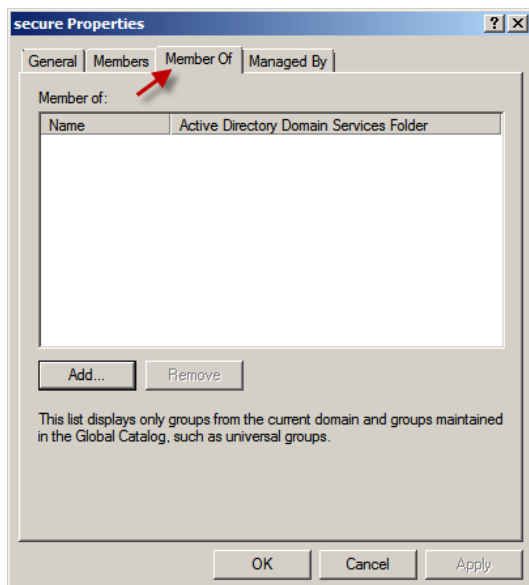 secure Properties
General Members Member Of Managed By
Member of:
Name Active Directory Domain Services Folder
Add... Remove
This list displays only groups from the current domain and groups maintained
in the Global Catalog, such as universal groups.
OK Cancel Apply